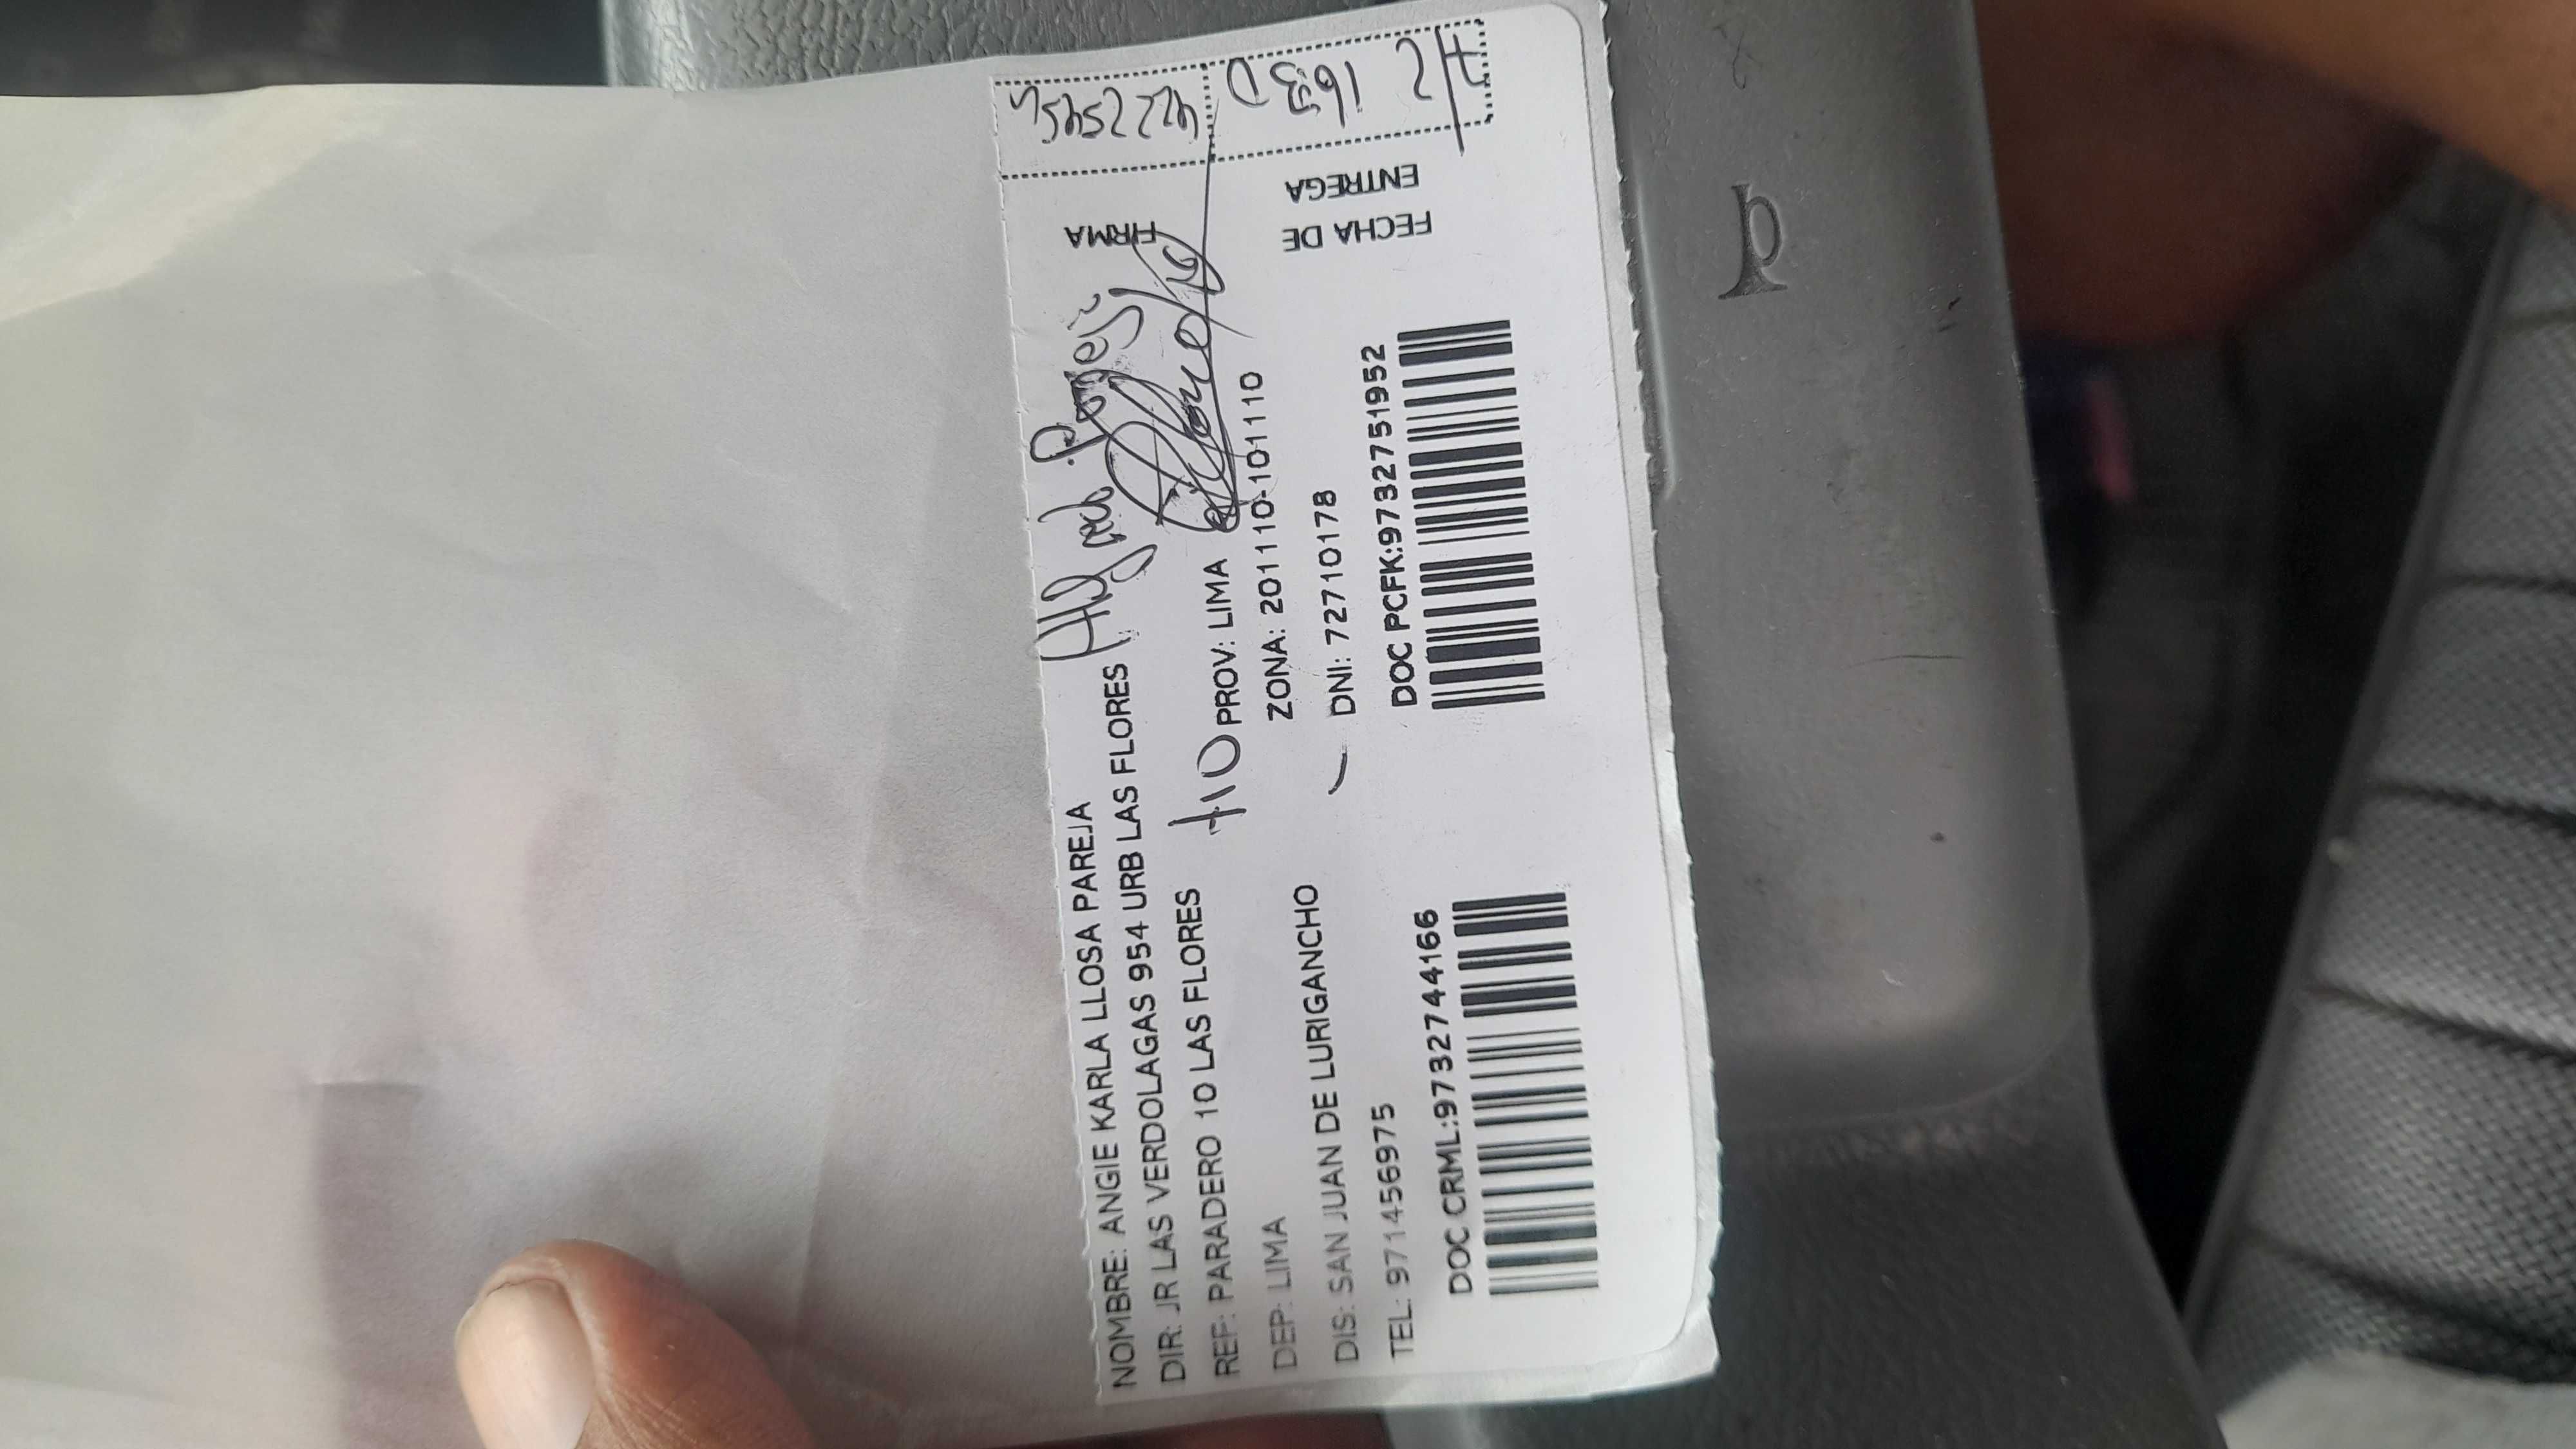 NOMBRE: ANGIE KARLA LLOSA PAREJA
DIR: JR LAS VERDOLAGAS 954 URB LAS FLORES
REF: PARADERO 10 LAS FLORES
+10
DEP: LIMA
PROV: LIMA
DIS: SAN JUAN DE LURIGANCHO
ZONA: 201110-101110
TEL: 971456975
DNI: 72710178
DOC CRML:9732744166
DOC PCFK:9732751952
FIRMA
FECHA DE
ENTREGA